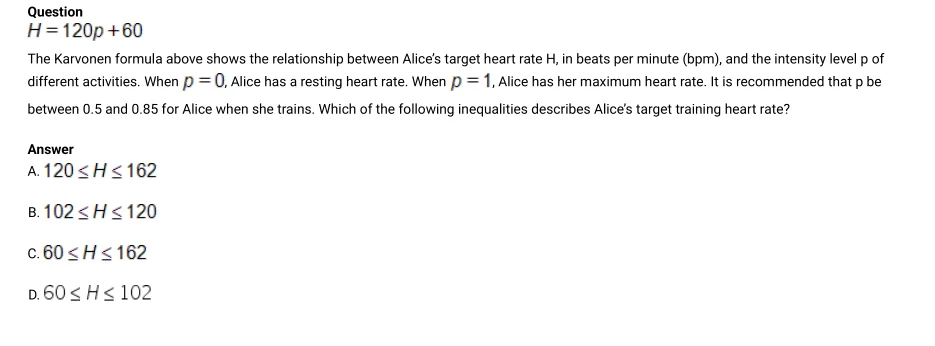 Question
H = 120p + 60
The Karvonen formula above shows the relationship between Alice's target heart rate H, in beats per minute (bpm), and the intensity level p of
different activities. When p = 0, Alice has a resting heart rate. When p = 1, Alice has her maximum heart rate. It is recommended that p be
between 0.5 and 0.85 for Alice when she trains. Which of the following inequalities describes Alice's target training heart rate?
Answer
A. 120 ≤ H ≤ 162
B. 102 ≤ H ≤ 120
C. 60 ≤ H ≤ 162
D. 60 ≤ H ≤ 102